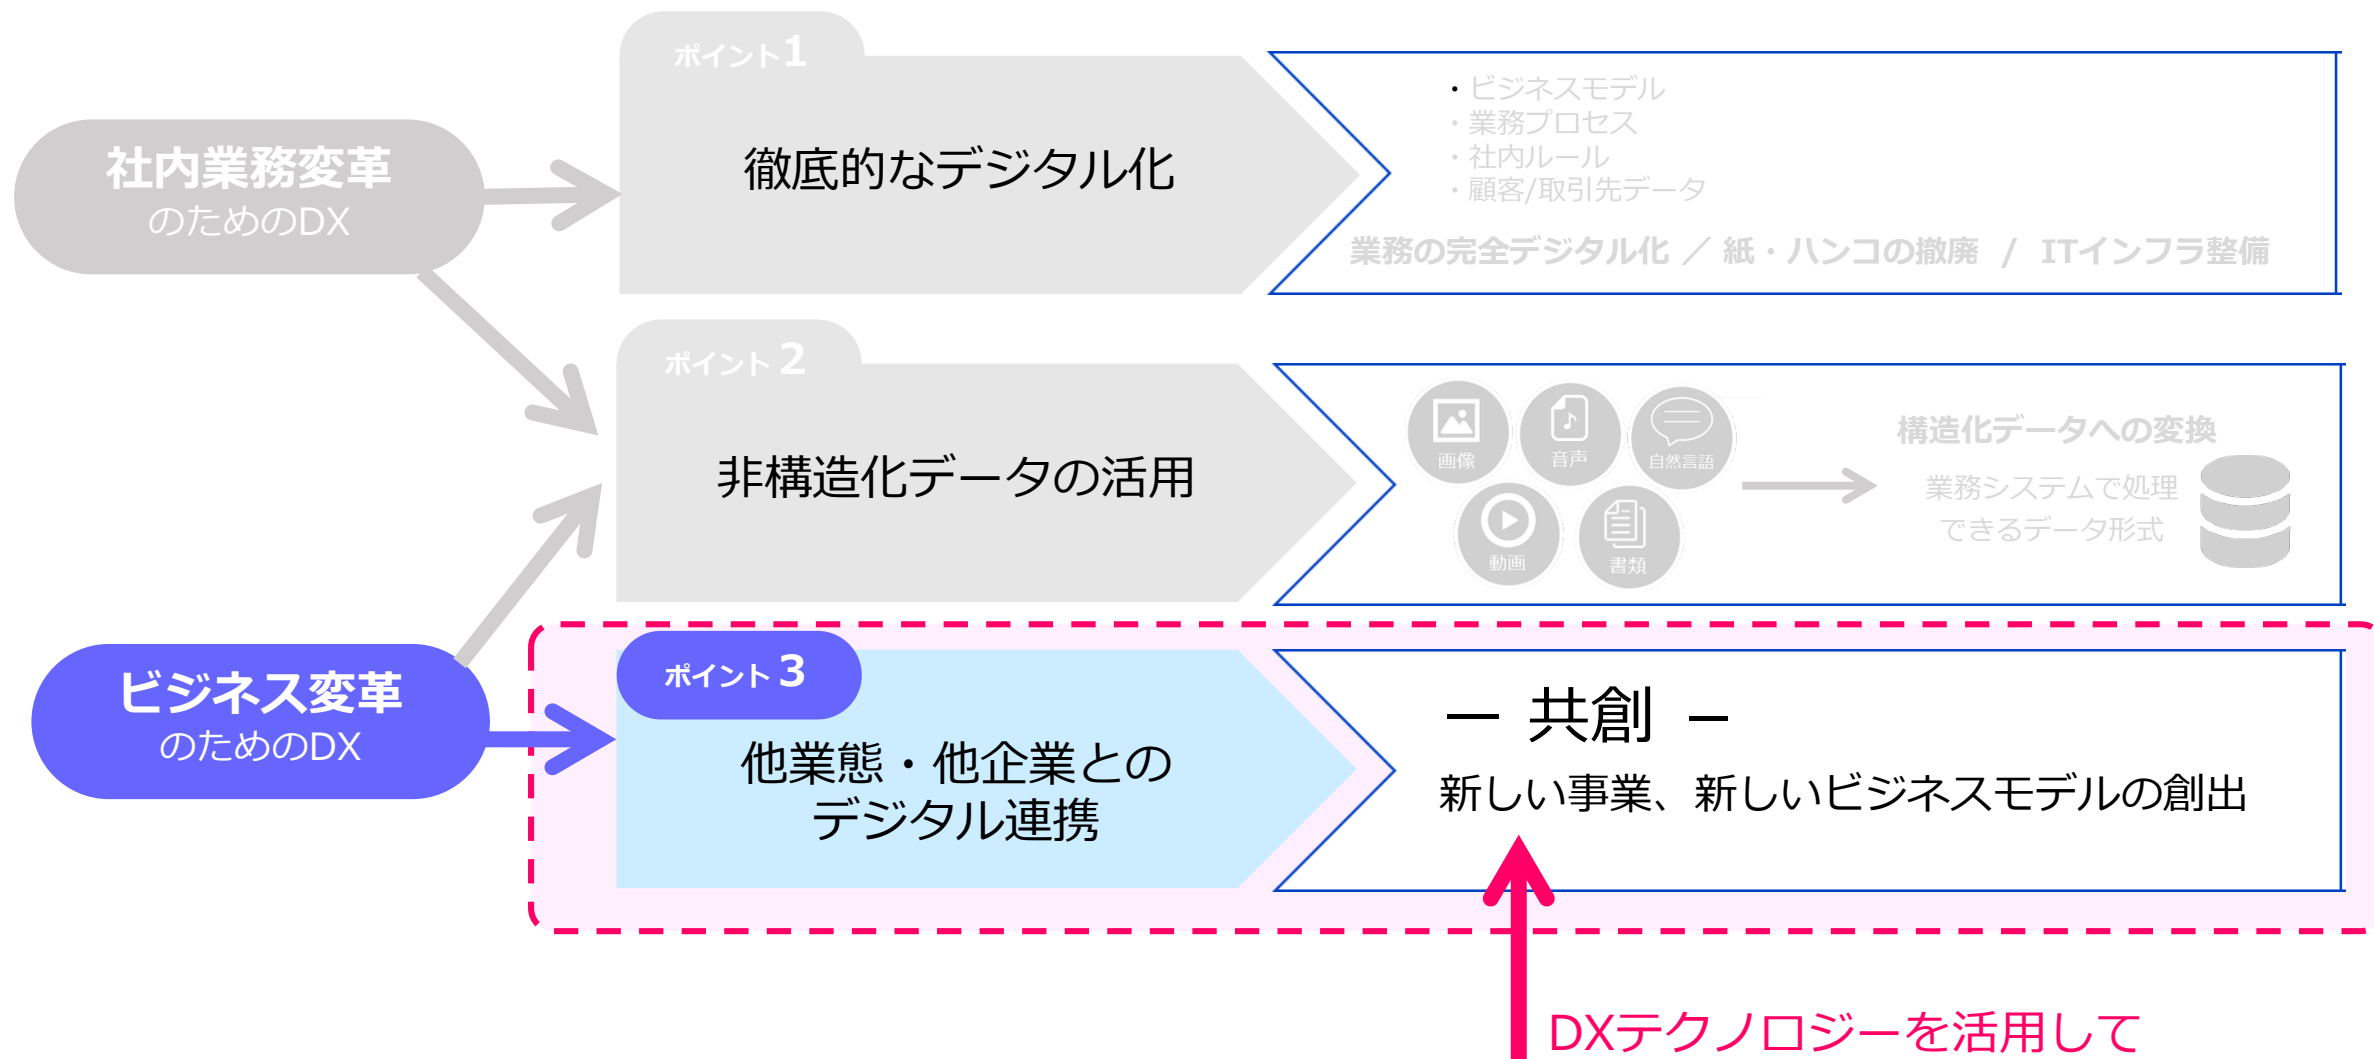 社内業務変革
のためのDX
ポイント1
徹底的なデジタル化
・ビジネスモデル
・業務プロセス
・社内ルール
・顧客/取引先データ
業務の完全デジタル化 ／ 紙・ハンコの撤廃 / ITインフラ整備
ポイント 2
非構造化データの活用
画像
音声
自然言語
動画
書類
構造化データへの変換
業務システムで処理
できるデータ形式
ビジネス変革
のためのDX
ポイント 3
他業態・他企業との
デジタル連携
― 共創 –
新しい事業、新しいビジネスモデルの創出
DXテクノロジーを活用して